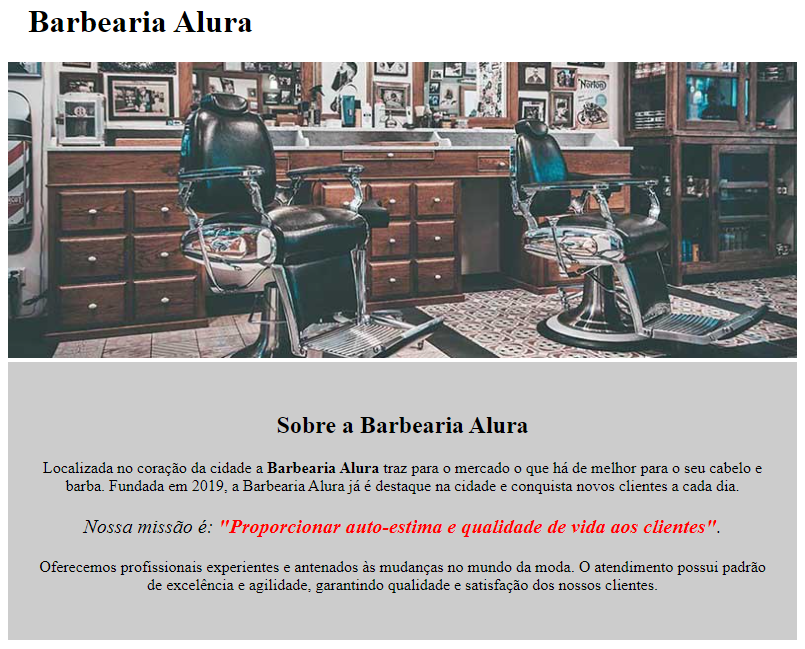 Barbearia Alura
Norton
Sobre a Barbearia Alura
Localizada no coração da cidade a Barbearia Alura traz para o mercado o que há de melhor para o seu cabelo e
barba. Fundada em 2019, a Barbearia Alura já é destaque na cidade e conquista novos clientes a cada dia.
Nossa missão é: "Proporcionar auto-estima e qualidade de vida aos clientes".
Oferecemos profissionais experientes e antenados às mudanças no mundo da moda. O atendimento possui padrão
de excelência e agilidade, garantindo qualidade e satisfação dos nossos clientes.